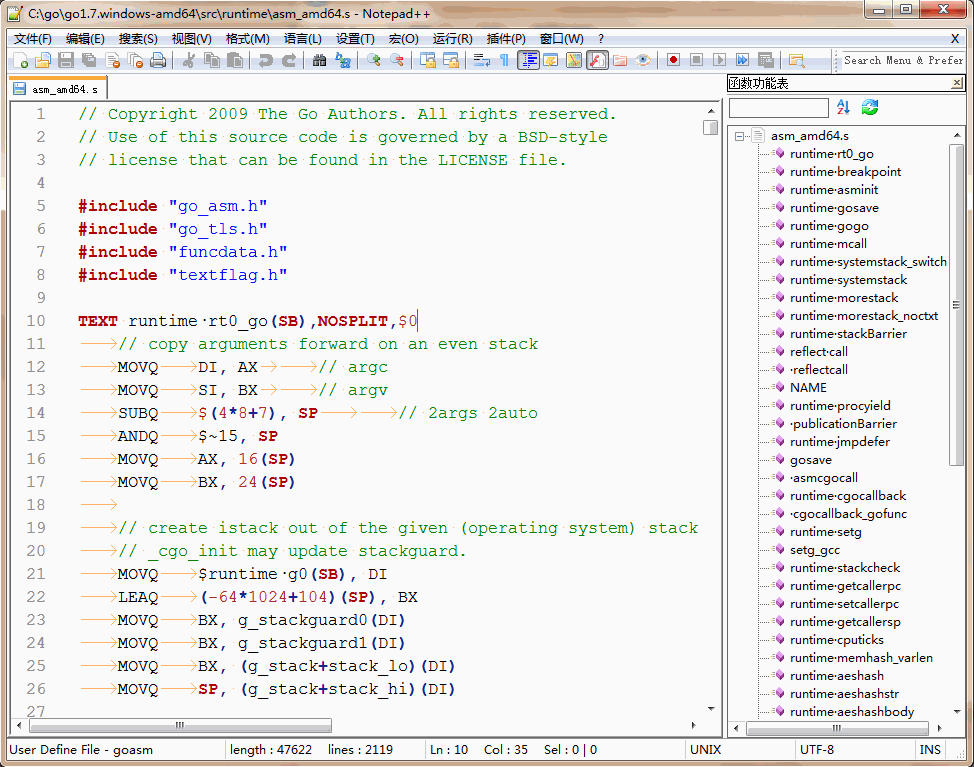 C:\go\go1.7.windows-amd64\src\runtime\asm_amd64.s - Notepad++
文件(F) 编辑(E) 搜索(S) 视图(V) 格式(M) 语言(L) 设置(T) 宏(O) 运行(R) 插件(P) 窗口(W) ? X
Search Menu & Prefer
asm_amd64.s
1 // Copyright 2009 The Go Authors. All rights reserved.
2 // Use of this source code is governed by a BSD-style
3 // license that can be found in the LICENSE file.
4
5 #include "go_asm.h"
6 #include "go_tls.h"
7 #include "funcdata.h"
8 #include "textflag.h"
9
10 TEXT runtime·rt0_go(SB),NOSPLIT,$0
11 // copy arguments forward on an even stack
12 MOVQ DI, AX // argc
13 MOVQ SI, BX // argv
14 SUBQ $(4*8+7), SP // 2args 2auto
15 ANDQ $~15, SP
16 MOVQ AX, 16(SP)
17 MOVQ BX, 24(SP)
18
19 // create istack out of the given (operating system) stack
20 // _cgo_init may update stackguard.
21 MOVQ $runtime·g0(SB), DI
22 LEAQ (-64*1024+104)(SP), BX
23 MOVQ BX, g_stackguard0(DI)
24 MOVQ BX, g_stackguard1(DI)
25 MOVQ BX, (g_stack+stack_lo)(DI)
26 MOVQ SP, (g_stack+stack_hi)(DI)
27
函数功能表
asm_amd64.s
runtime·rt0_go
runtime·breakpoint
runtime·asminit
runtime·gosave
runtime·gogo
runtime·mcall
runtime·systemstack_switch
runtime·systemstack
runtime·morestack
runtime·morestack_noctxt
runtime·stackBarrier
reflect·call
·reflectcall
NAME
runtime·procyield
·publicationBarrier
runtime·jmpdefer
gosave
·asmcgocall
runtime·cgocallback
·cgocallback_gofunc
runtime·setg
setg_gcc
runtime·stackcheck
runtime·getcallerpc
runtime·setcallerpc
runtime·getcallersp
runtime·cputicks
runtime·memhash_varlen
runtime·aeshash
runtime·aeshashstr
runtime·aeshashbody
User Define File - goasm length : 47622 lines : 2119 Ln : 10 Col : 35 Sel : 0 | 0 UNIX UTF-8 INS